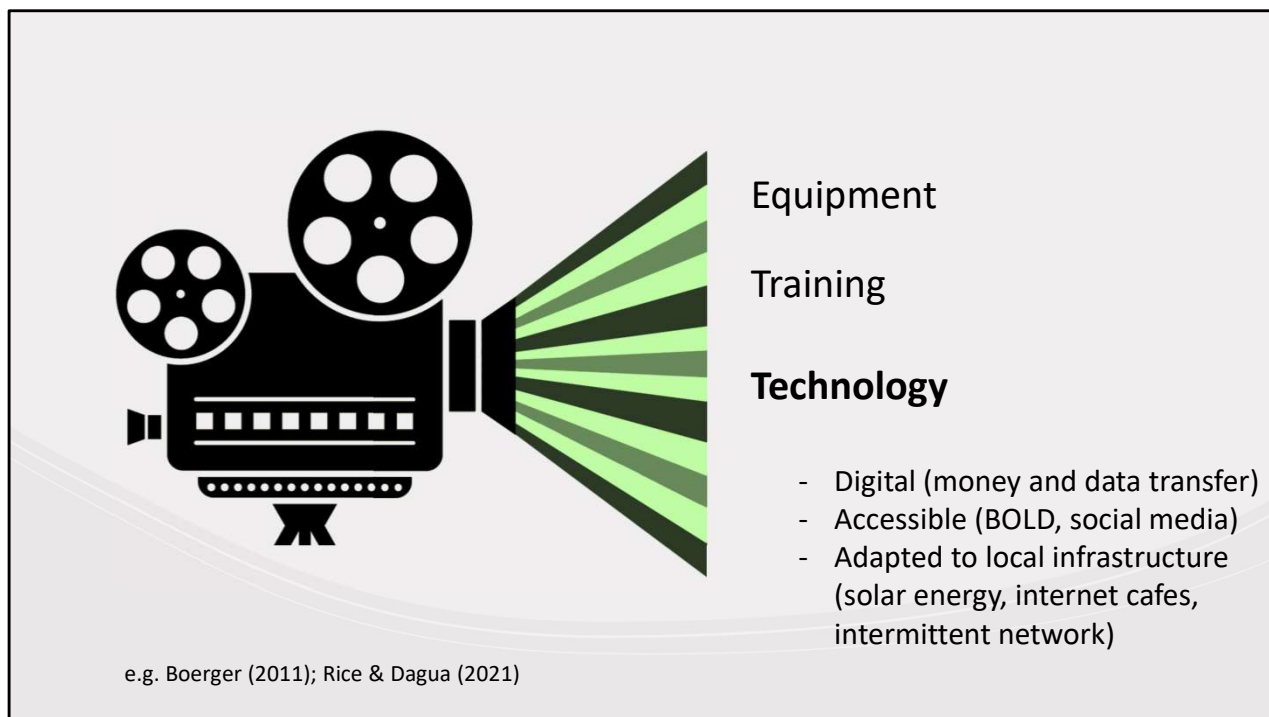 Equipment
Training
Technology
- Digital (money and data transfer)
- Accessible (BOLD, social media)
- Adapted to local infrastructure
(solar energy, internet cafes,
intermittent network)
e.g. Boerger (2011); Rice & Dagua (2021)